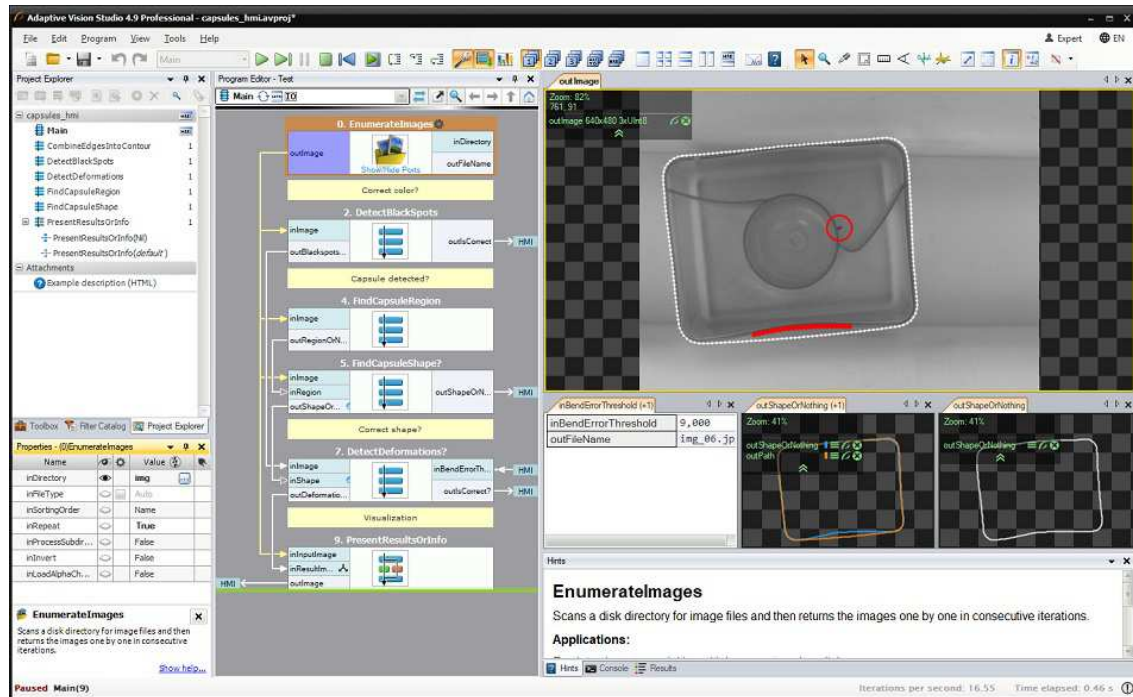 Adaptive Vision Studio 4.9 Professional - capsules_hmi.avproj*
File Edit Program View Tools Help
Expert EN
Main
Project Explorer
capsules_hmi
Main
CombineEdgesIntoContour 1
DetectBlackSpots 1
DetectDeformations 1
FindCapsuleRegion 1
FindCapsuleShape 1
PresentResultsOrInfo 1
PresentResultsOrInfo(Nil)
PresentResultsOrInfo(default)
Attachments
Example description (HTML)
Toolbox Filter Catalog Project Explorer
Properties - (0)EnumerateImages
Name Value
inDirectory img
inFileType Auto
inSortingOrder Name
inRepeat True
inProcessSubdir... False
inInvert False
inLoadAlphaCh... False
EnumerateImages
Scans a disk directory for image files and then
returns the images one by one in consecutive
iterations.
Show help...
Program Editor - Test
Main
0. EnumerateImages
outImage
inDirectory
outFileName
Show/Hide Ports
Correct color?
2. DetectBlackSpots
inImage
outBlackspots...
outIsCorrect
HMI
Capsule detected?
4. FindCapsuleRegion
inImage
outRegionOrN...
5. FindCapsuleShape?
inImage
inRegion
outShapeOr...
outShapeOrN...
HMI
Correct shape?
7. DetectDeformations?
inImage
inShape
outDeformatio...
inBendErrorTh...
HMI
outIsCorrect?
HMI
Visualization
9. PresentResultsOrInfo
inInputImage
inResultIm...
outImage
HMI
outImage
Zoom: 82%
761, 91
outImage 640x480 3xUInt8
inBendErrorThreshold (+1)
inBendErrorThreshold 9,000
outFileName img_06.jp
outShapeOrNothing (+1)
Zoom: 41%
outShapeOrNothing
outPath
outShapeOrNothing
Zoom: 41%
outShapeOrNothing
Hints
EnumerateImages
Scans a disk directory for image files and then returns the images one by one in consecutive iterations.
Applications:
Hints Console Results
Paused Main(9)
Iterations per second: 16.55 Time elapsed: 0.46 s